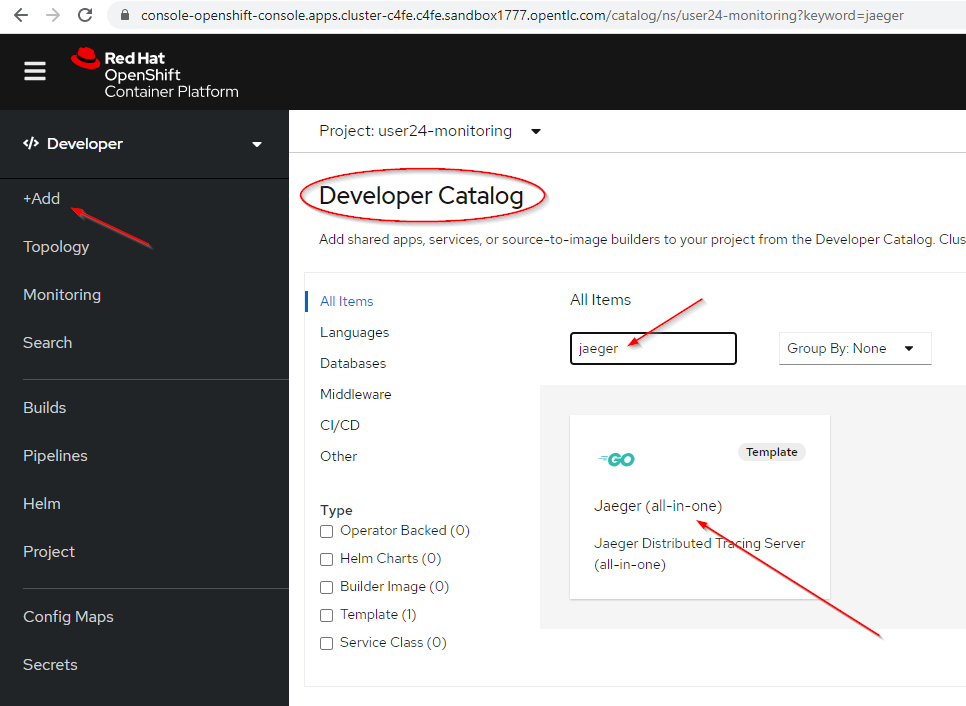 console-openshift-console.apps.cluster-c4fe.c4fe.sandbox1777.opentlc.com/catalog/ns/user24-monitoring?keyword=jaeger
Red Hat
OpenShift
Container Platform
Developer
+Add
Topology
Monitoring
Search
Builds
Pipelines
Helm
Project
Config Maps
Secrets
Project: user24-monitoring
Developer Catalog
Add shared apps, services, or source-to-image builders to your project from the Developer Catalog. Clus
All Items
Languages
Databases
Middleware
CI/CD
Other
Type
Operator Backed (0)
Helm Charts (0)
Builder Image (0)
Template (1)
Service Class (0)
All Items
jaeger
Group By: None
GO
Template
Jaeger (all-in-one)
Jaeger Distributed Tracing Server
(all-in-one)